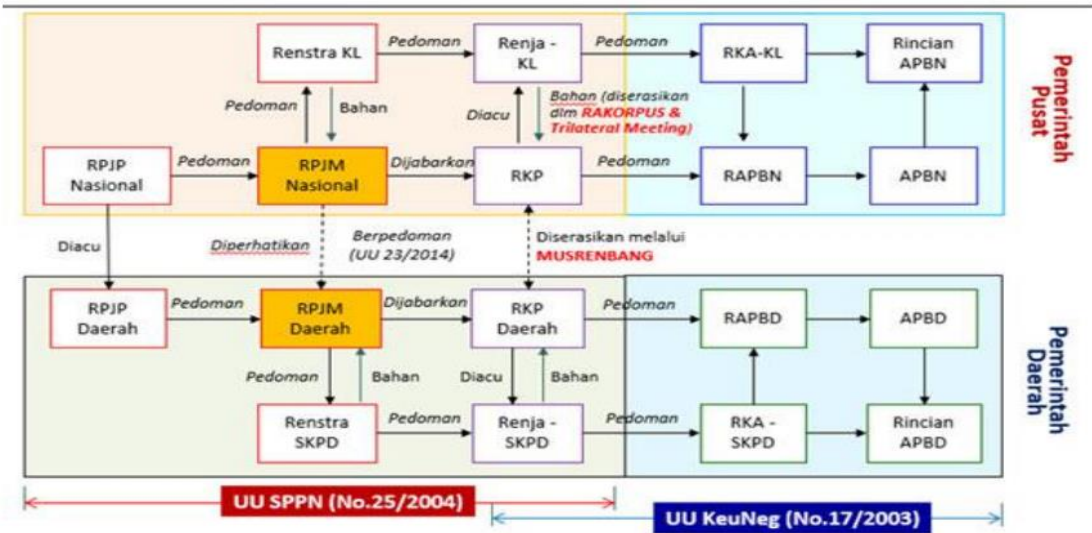 Renstra KL
Pedoman
Renja -
KL
Pedoman
RKA-KL
Rincian
APBN
Pedoman
Bahan
Diacu
Bahan (diserasikan
dlm RAKORPUS &
Trilateral Meeting)
RPJP
Nasional
Pedoman
RPJM
Nasional
Dijabarkan
RKP
Pedoman
RAPBN
APBN
Pemerintah
Pusat
Diacu
Diperhatikan
Berpedoman
(UU 23/2014)
Diserasikan melalui
MUSRENBANG
RPJP
Daerah
Pedoman
RPJM
Daerah
Dijabarkan
RKP
Daerah
Pedoman
RAPBD
APBD
Pedoman
Bahan
Diacu
Bahan
Renstra
SKPD
Pedoman
Renja -
SKPD
Pedoman
RKA -
SKPD
Rincian
APBD
Pemerintah
Daerah
UU SPPN (No.25/2004)
UU KeuNeg (No.17/2003)